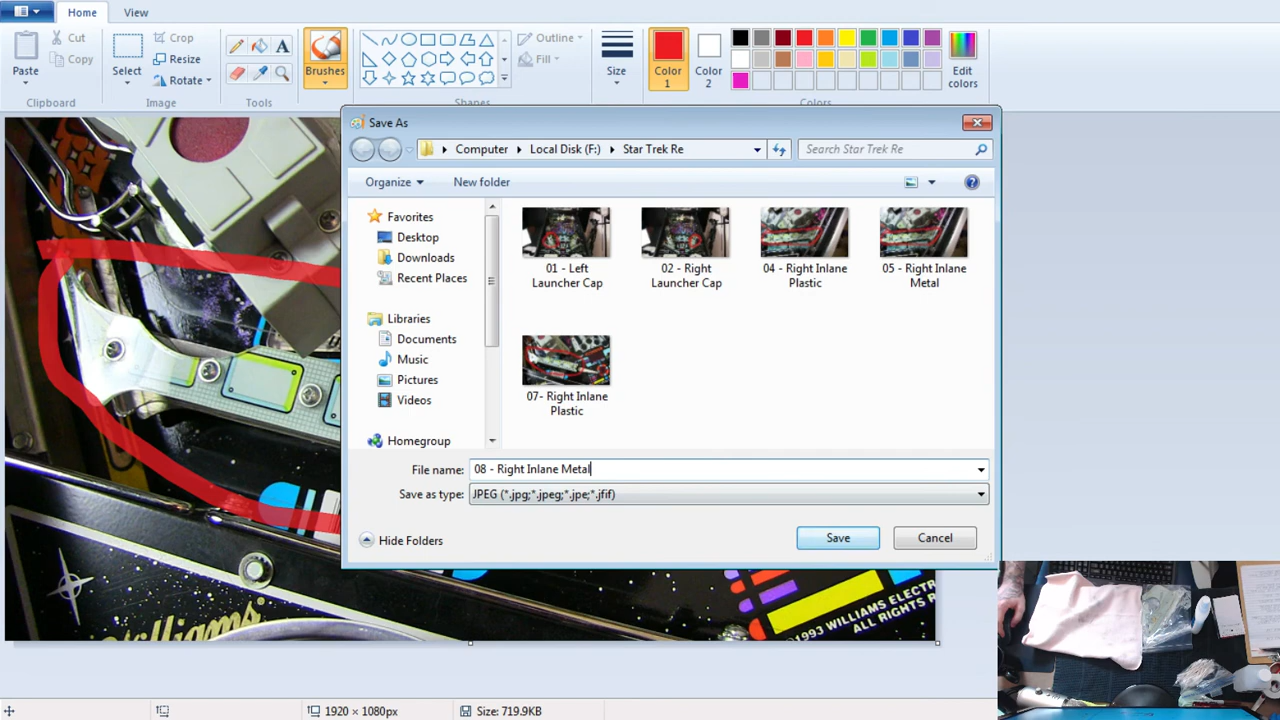 Home
View
Cut
Copy
Paste
Clipboard
Crop
Resize
Rotate
Select
Image
A
Tools
Brushes
Shapes
Outline
Fill
Size
Color
1
Color
2
Edit
colors
Colors
Save As
Computer
Local Disk (F:)
Star Trek Re
Search Star Trek Re
Organize
New folder
Favorites
Desktop
Downloads
Recent Places
Libraries
Documents
Music
Pictures
Videos
Homegroup
01 - Left
Launcher Cap
02 - Right
Launcher Cap
04 - Right Inlane
Plastic
05 - Right Inlane
Metal
07- Right Inlane
Plastic
File name:
08 - Right Inlane Metal
Save as type:
JPEG (*.jpg;*.jpeg;*.jpe;*.jfif)
Hide Folders
Save
Cancel
Williams
©1993 WILLIAMS ELECTR
ALL RIGHTS R
1920 × 1080px
Size: 719.9KB